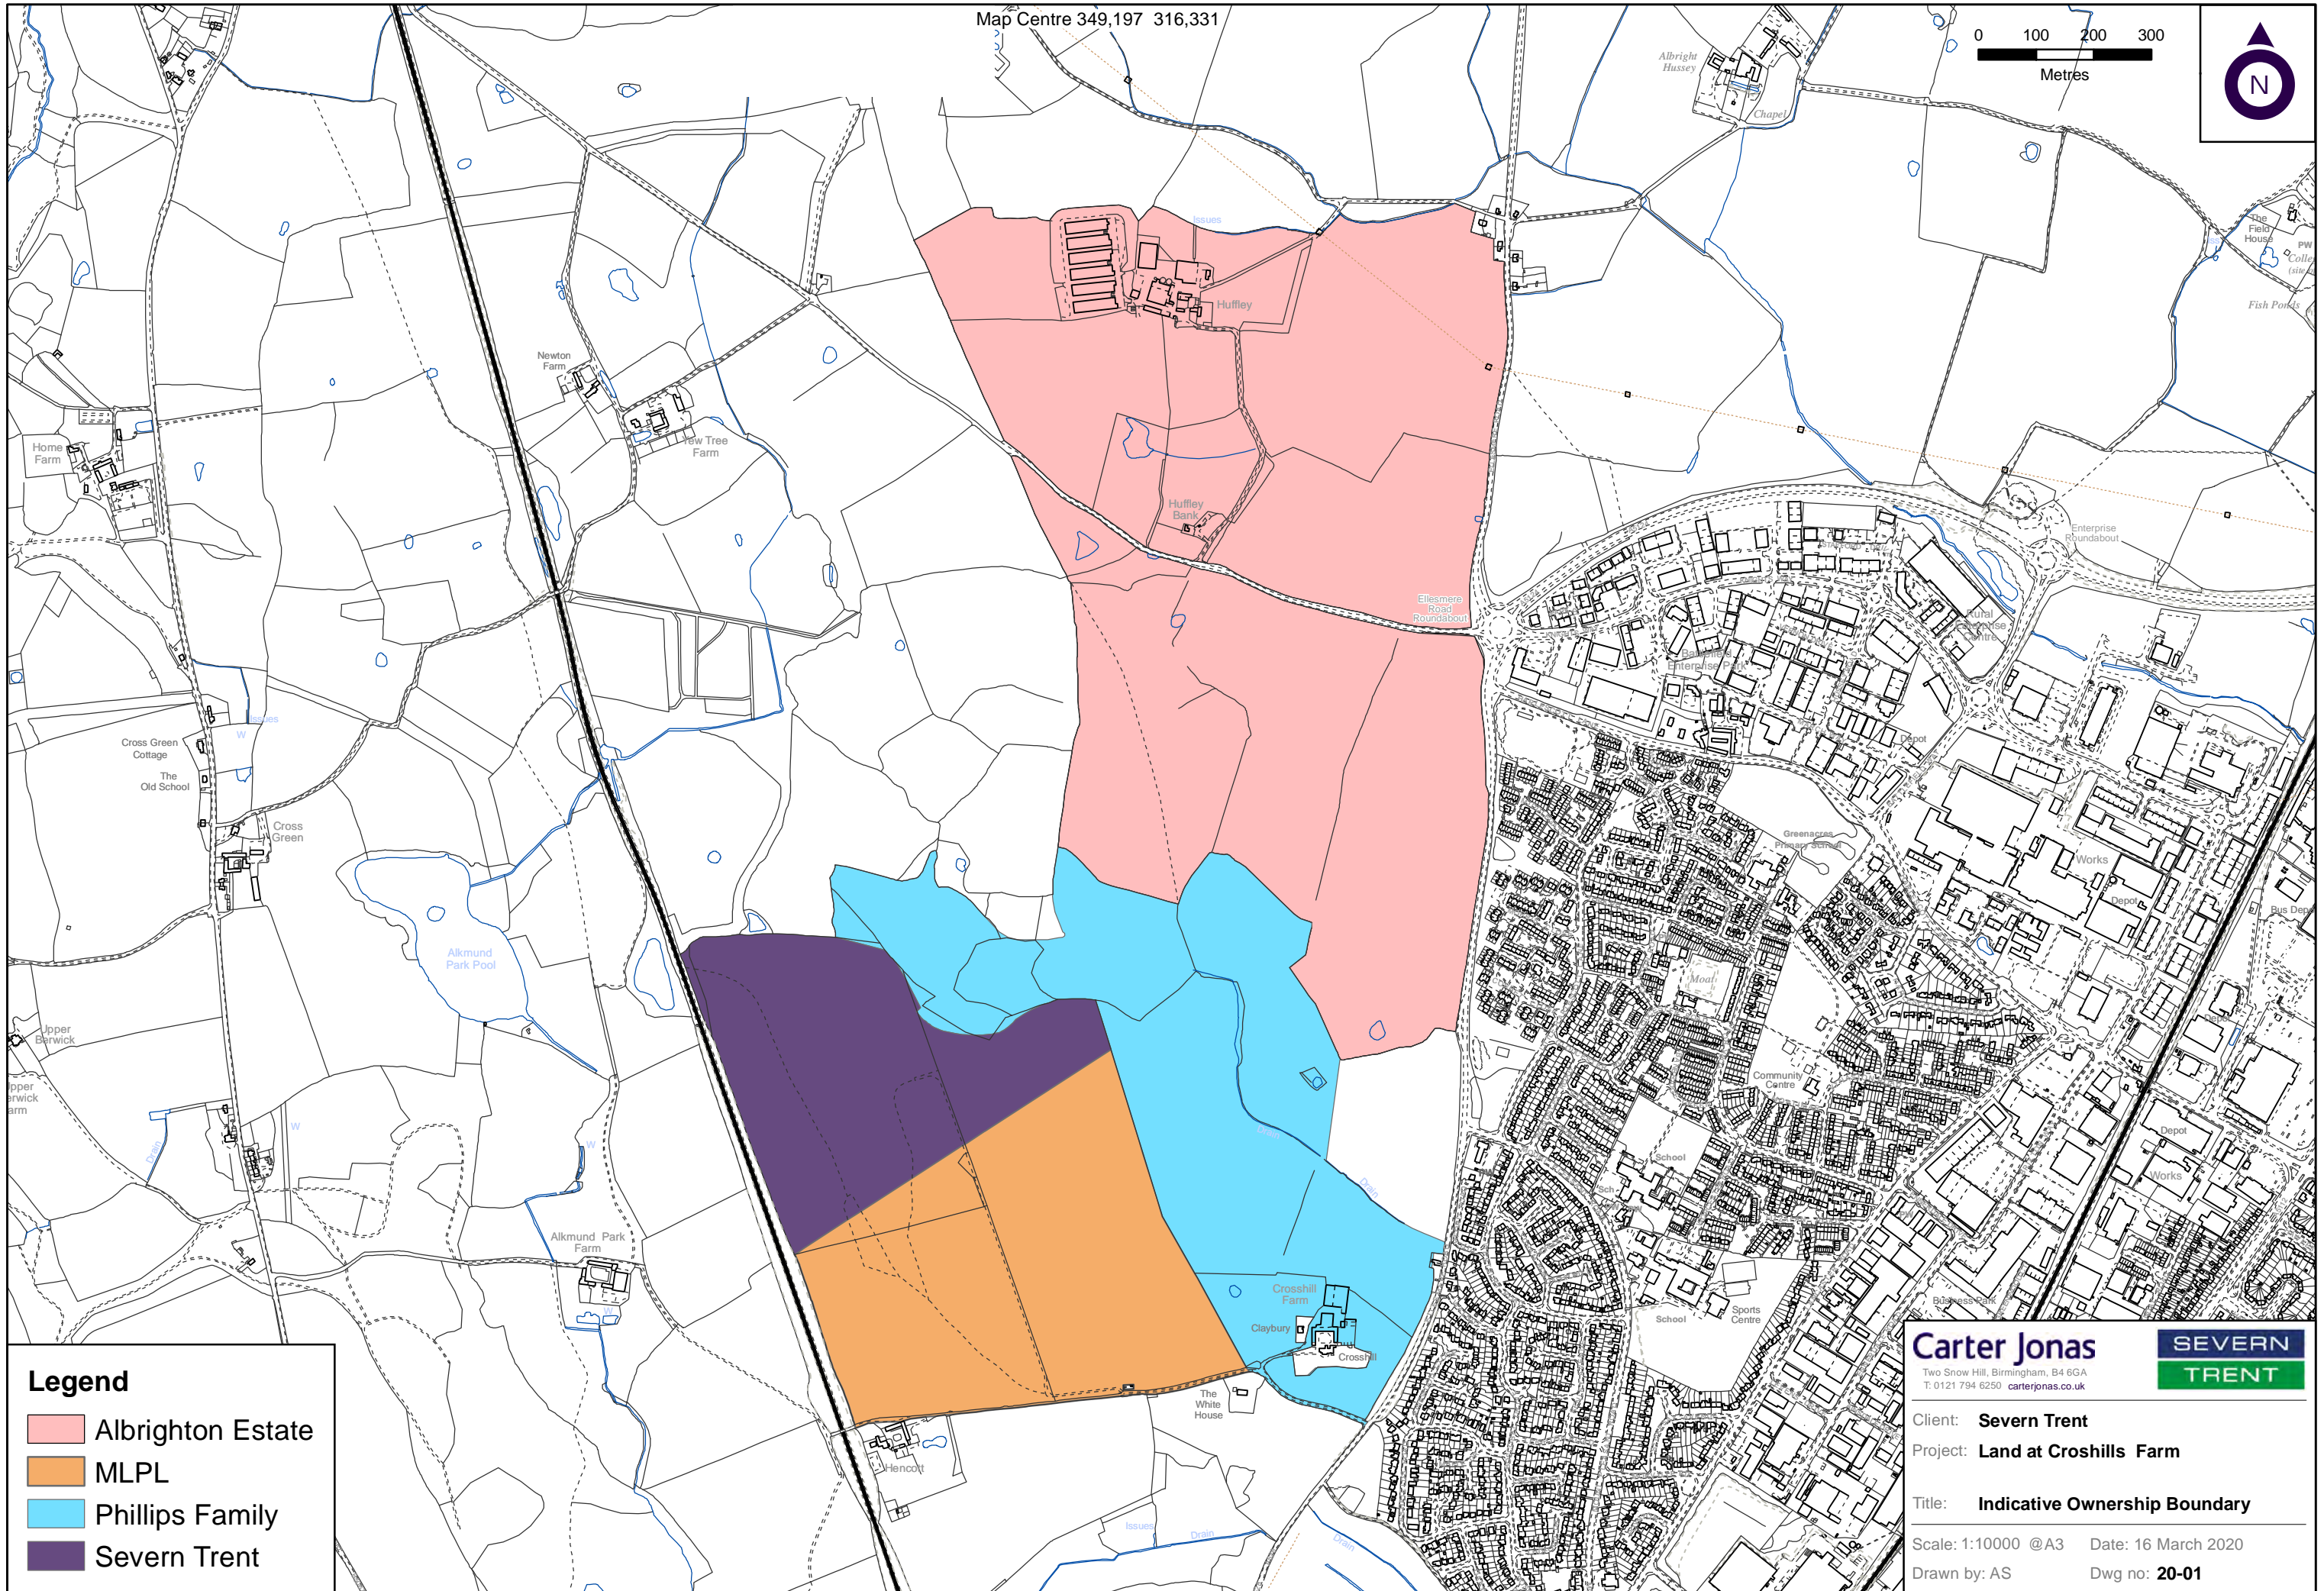 Map Centre 349,197 316,331
0 100 200 300
Metres
N
Albright
Hussey
Chapel
The
Field
House
PW
Fish Ponds
Issues
Huffley
Newton
Farm
Yew Tree
Farm
Home
Farm
Huffley
Bank
Enterprise
Roundabout
Ellesmere
Road
Roundabout
Rural
Enterprise
Centre
Battlefield
Enterprise Park
Issues
W
Cross Green
Cottage
The
Old School
Depot
Cross
Green
Greenacres
Primary School
Works
Depot
Bus Depot
Alkmund
Park Pool
Moat
Depot
Upper
Berwick
Community
Centre
Drain
W
W
Drain
Depot
School
Works
Drain
Alkmund Park
Farm
W
Crosshill
Farm
Claybury
Crosshill
Sports
Centre
School
Business Park
The
White
House
Hencott
Issues
Drain
Drain
Legend
Albrighton Estate
MLPL
Phillips Family
Severn Trent
Carter Jonas
Two Snow Hill, Birmingham, B4 6GA
T: 0121 794 6250 carterjonas.co.uk
SEVERN
TRENT
Client: Severn Trent
Project: Land at Croshills Farm
Title: Indicative Ownership Boundary
Scale: 1:10000 @A3 Date: 16 March 2020
Drawn by: AS Dwg no: 20-01